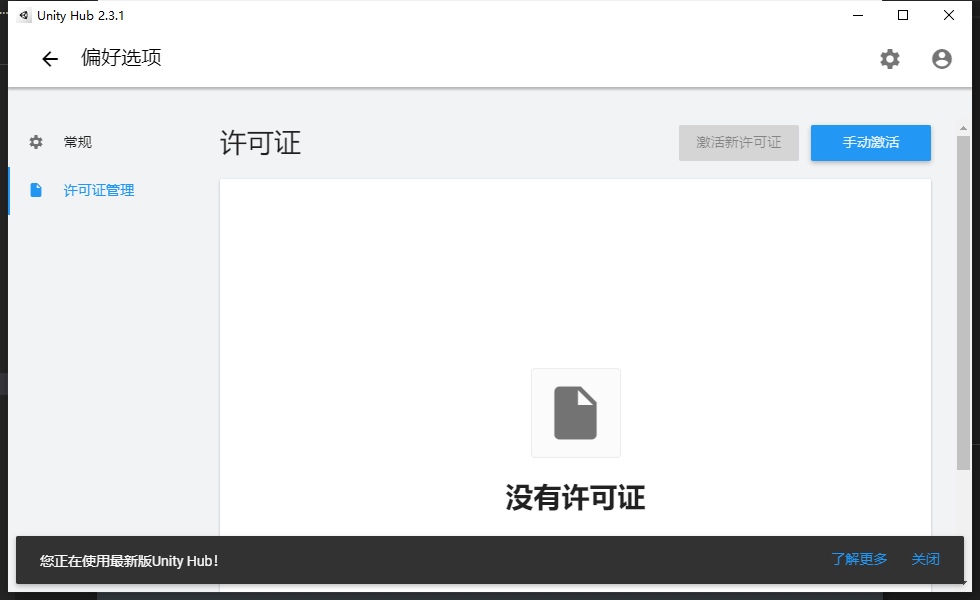 Unity Hub 2.3.1
偏好选项
常规
许可证管理
许可证
激活新许可证
手动激活
没有许可证
您正在使用最新版Unity Hub！
了解更多
关闭